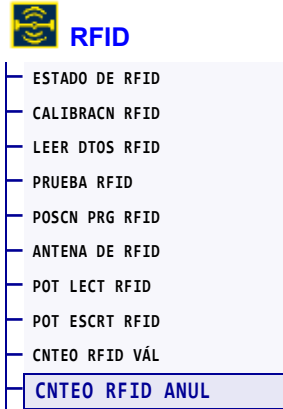 RFID
ESTADO DE RFID
CALIBRACN RFID
LEER DTOS RFID
PRUEBA RFID
POSCN PRG RFID
ANTENA DE RFID
POT LECT RFID
POT ESCRT RFID
CNTEO RFID VÁL
CNTEO RFID ANUL